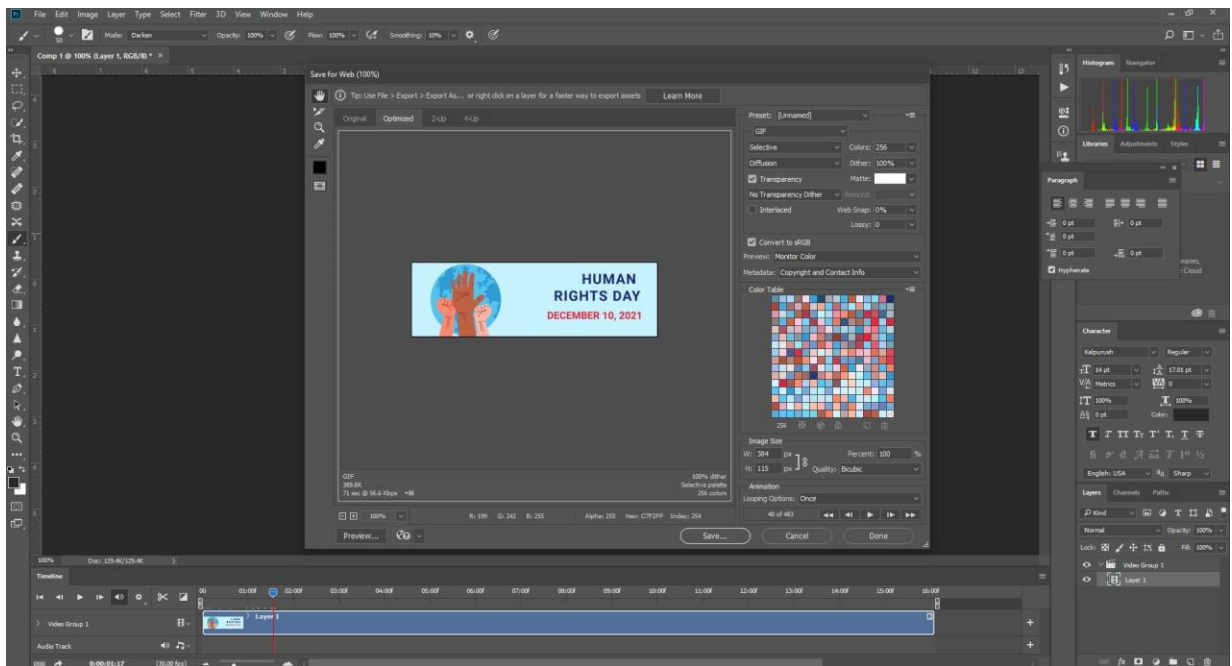 Ps File Edit Image Layer Type Select Filter 3D View Window Help
50 Mode: Darken Opacity: 100% Flow: 100% Smoothing: 10%
Comp 1 @ 100% (Layer 1, RGB/8) * ×
Save for Web (100%)
Tip: Use File > Export > Export As... or right click on a layer for a faster way to export assets Learn More
Original Optimized 2-Up 4-Up
HUMAN
RIGHTS DAY
DECEMBER 10, 2021
GIF
389.8K
71 sec @ 56.6 Kbps
100% dither
Selective palette
256 colors
100% R: 199 G: 242 B: 255 Alpha: 255 Hex: C7F2FF Index: 254
Preview... Save... Cancel Done
Preset: [Unnamed]
GIF
Selective Colors: 256
Diffusion Dither: 100%
Transparency Matte:
No Transparency Dither Amount:
Interlaced Web Snap: 0%
Lossy: 0
Convert to sRGB
Preview: Monitor Color
Metadata: Copyright and Contact Info
Color Table
256
Image Size
W: 384 px Percent: 100 %
H: 115 px Quality: Bicubic
Animation
Looping Options: Once
48 of 483
Histogram Navigator
Libraries Adjustments Styles
Paragraph
0 pt 0 pt
0 pt
0 pt 0 pt
Hyphenate
Cloud
Character
Kalpurush Regular
14 pt 17.01 pt
Metrics 0
100% 100%
0 pt Color:
English: USA Sharp
Layers Channels Paths
Kind
Normal Opacity: 100%
Lock: Fill: 100%
Video Group 1
Layer 1
100% Doc: 129.4K/129.4K
Timeline
00 01:00f 02:00f 03:00f 04:00f 05:00f 06:00f 07:00f 08:00f 09:00f 10:00f 11:00f 12:00f 13:00f 14:00f 15:00f 16:00f
Video Group 1 Layer 1
Audio Track
0:00:01:17 (30.00 fps)